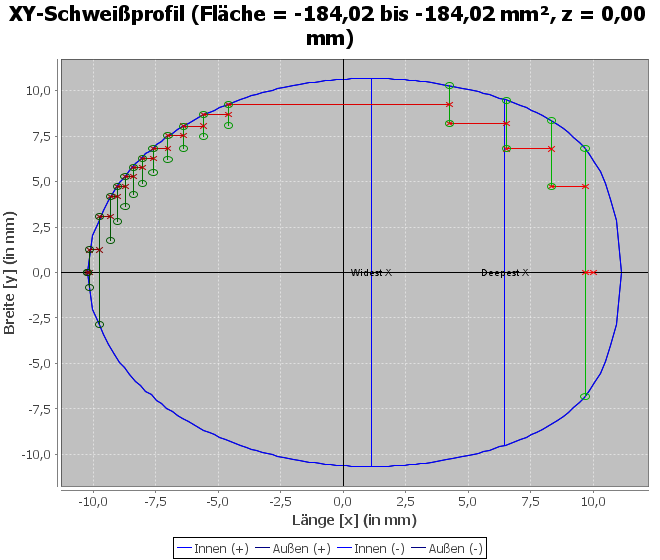 XY-Schweißprofil (Fläche = -184,02 bis -184,02 mm², z = 0,00
mm)
10,0
7,5
5,0
2,5
0,0
-2,5
-5,0
-7,5
-10,0
Breite [y] (in mm)
Widest X
Deepest X
-10,0 -7,5 -5,0 -2,5 0,0 2,5 5,0 7,5 10,0
Länge [x] (in mm)
Innen (+) Außen (+) Innen (-) Außen (-)